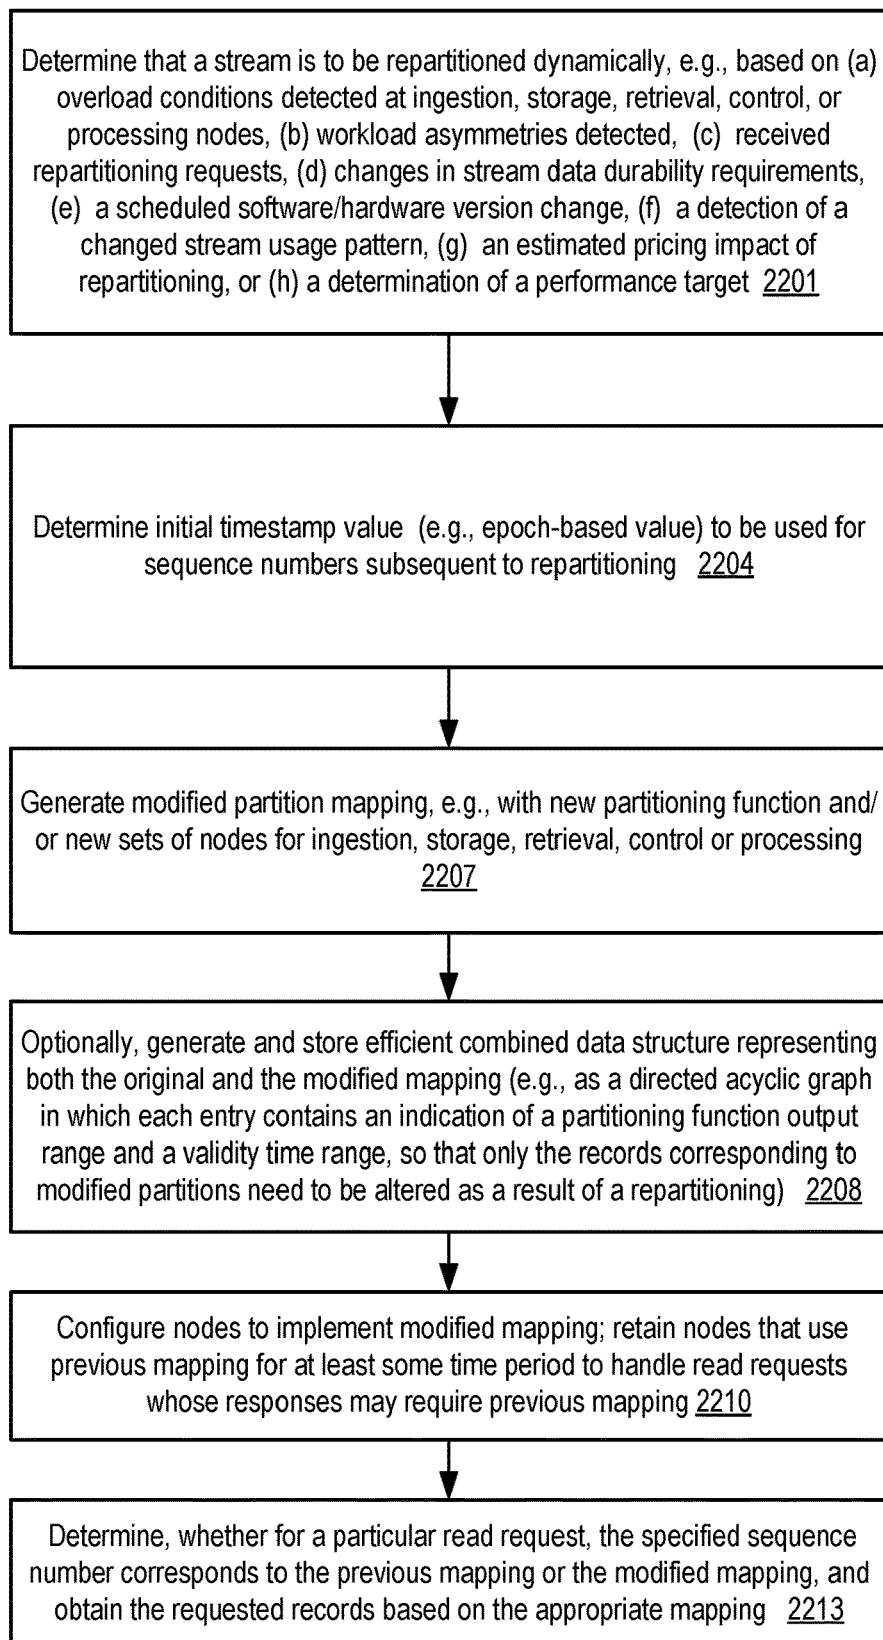 Determine that a stream is to be repartitioned dynamically, e.g., based on (a)
overload conditions detected at ingestion, storage, retrieval, control, or
processing nodes, (b) workload asymmetries detected, (c) received
repartitioning requests, (d) changes in stream data durability requirements,
(e) a scheduled software/hardware version change, (f) a detection of a
changed stream usage pattern, (g) an estimated pricing impact of
repartitioning, or (h) a determination of a performance target 2201
Determine initial timestamp value (e.g., epoch-based value) to be used for
sequence numbers subsequent to repartitioning 2204
Generate modified partition mapping, e.g., with new partitioning function and/
or new sets of nodes for ingestion, storage, retrieval, control or processing
2207
Optionally, generate and store efficient combined data structure representing
both the original and the modified mapping (e.g., as a directed acyclic graph
in which each entry contains an indication of a partitioning function output
range and a validity time range, so that only the records corresponding to
modified partitions need to be altered as a result of a repartitioning) 2208
Configure nodes to implement modified mapping; retain nodes that use
previous mapping for at least some time period to handle read requests
whose responses may require previous mapping 2210
Determine, whether for a particular read request, the specified sequence
number corresponds to the previous mapping or the modified mapping, and
obtain the requested records based on the appropriate mapping 2213